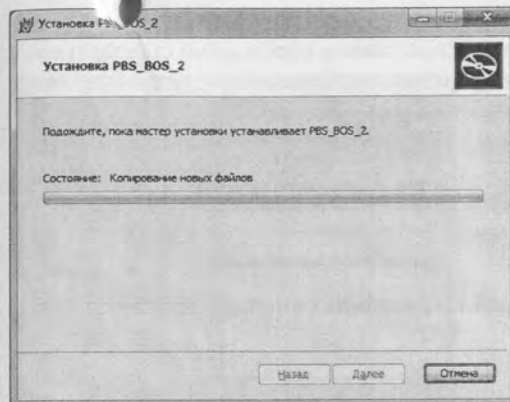 Установка PBS_BOS_2
Установка PBS_BOS_2
Подождите, пока мастер установки устанавливает PBS_BOS_2.
Состояние: Копирование новых файлов
Назад
Далее
Отмена